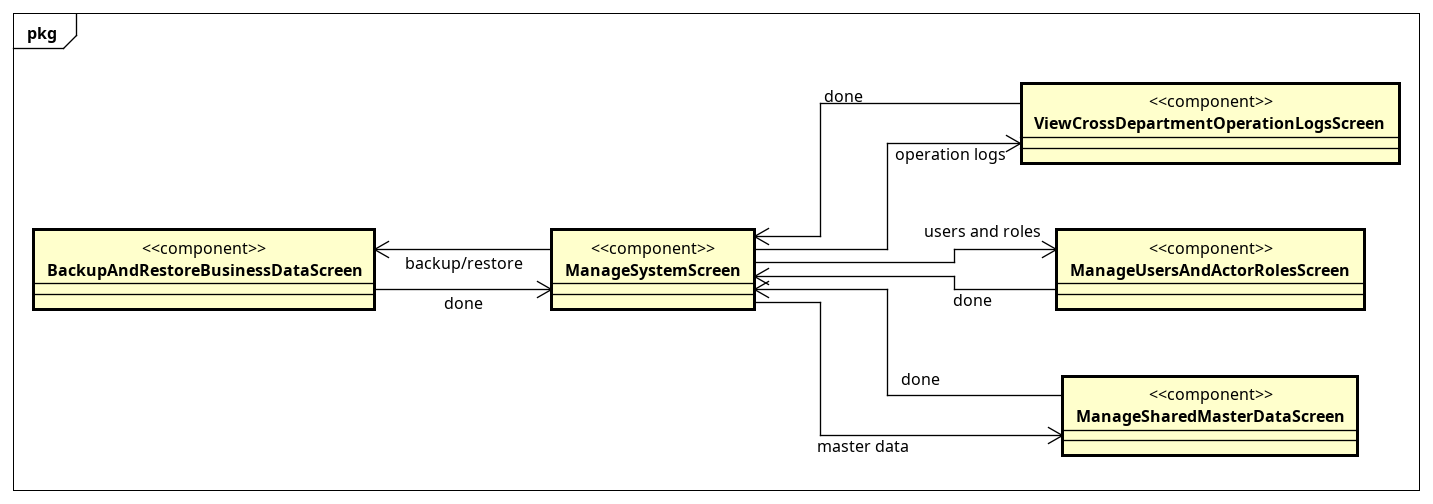 pkg
done
<<component>>
ViewCrossDepartmentOperationLogsScreen
operation logs
<<component>>
BackupAndRestoreBusinessDataScreen
backup/restore
done
<<component>>
ManageSystemScreen
users and roles
<<component>>
ManageUsersAndActorRolesScreen
done
done
<<component>>
ManageSharedMasterDataScreen
master data